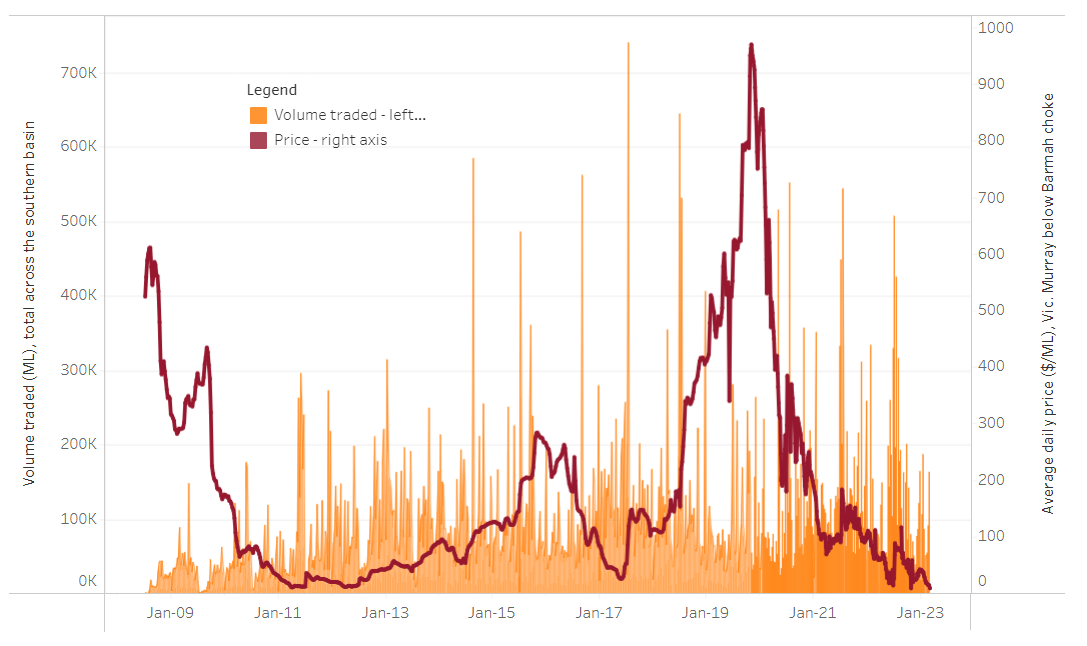 Legend
Volume traded - left...
Price - right axis
Volume traded (ML), total across the southern basin
700K
600K
500K
400K
300K
200K
100K
0K
1000
900
800
700
600
500
400
300
200
100
0
Average daily price ($/ML), Vic. Murray below Barmah choke
Jan-09
Jan-11
Jan-13
Jan-15
Jan-17
Jan-19
Jan-21
Jan-23